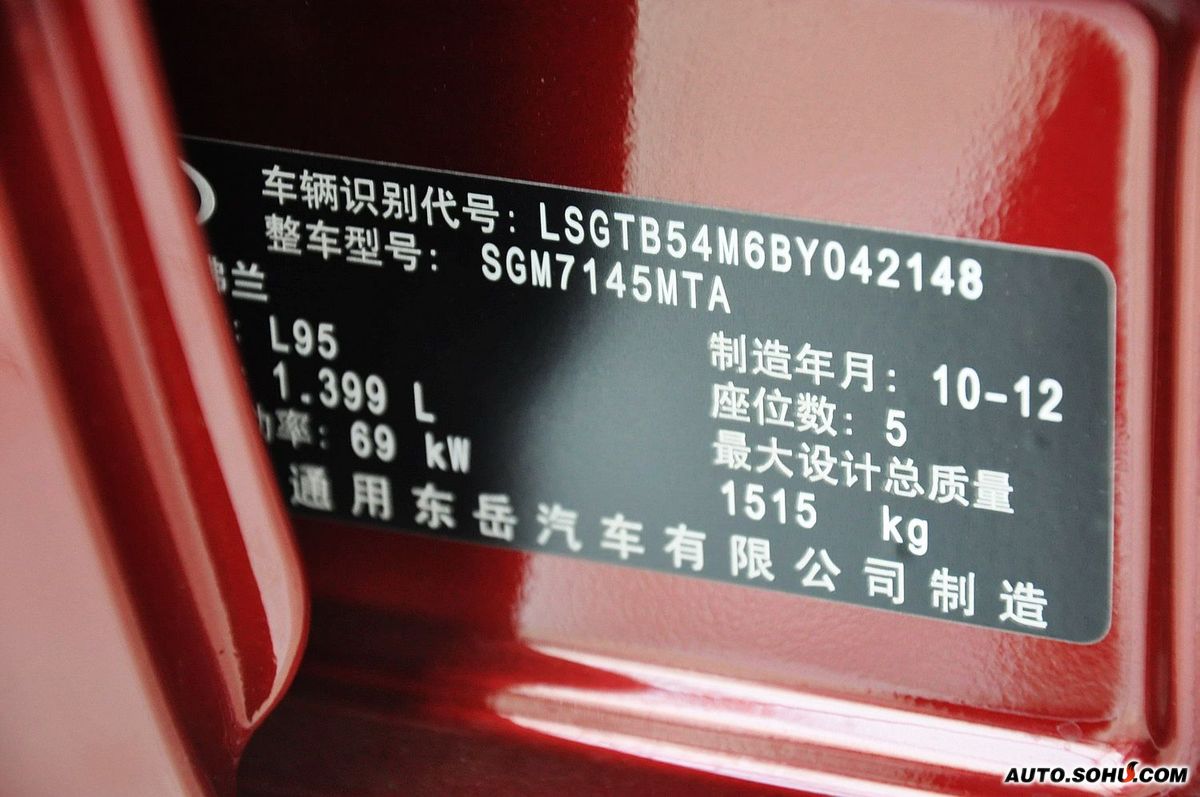 车辆识别代号: LSGTB54M6BY042148
整车型号: SGM7145MTA
弗兰
: L95
制造年月: 10-12
1.399 L
座位数: 5
功率: 69 kW
最大设计总质量
1515 kg
通用东岳汽车有限公司制造
AUTO.SOHU.COM